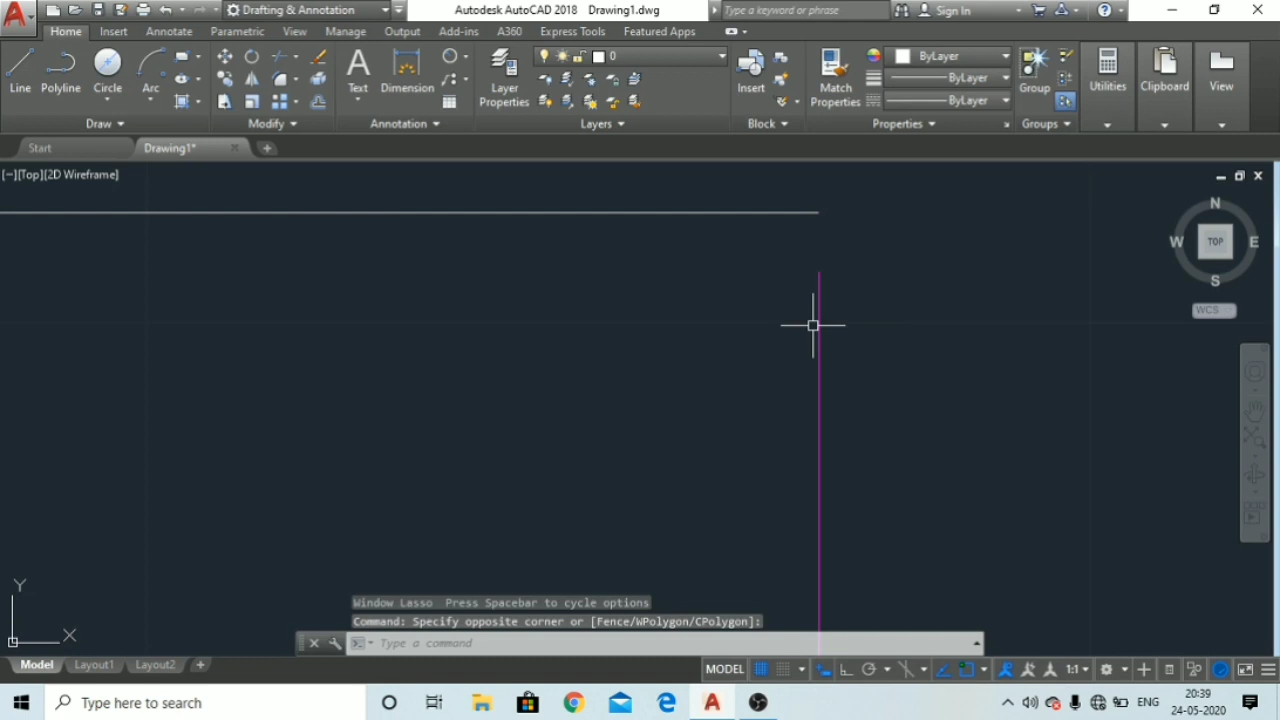 Drafting & Annotation
Autodesk AutoCAD 2018 Drawing1.dwg
Type a keyword or phrase
Sign In
Home Insert Annotate Parametric View Manage Output Add-ins A360 Express Tools Featured Apps
0
ByLayer
ByLayer
ByLayer
Line Polyline Circle Arc
Text Dimension
Layer Properties
Insert
Match Properties
Group
Utilities
Clipboard
View
Draw
Modify
Annotation
Layers
Block
Properties
Groups
Start
Drawing1*
[−][Top][2D Wireframe]
N
W TOP E
S
WCS
Y
X
Window Lasso Press Spacebar to cycle options
Command: Specify opposite corner or [Fence/WPolygon/CPolygon]:
Type a command
Model Layout1 Layout2
MODEL
1:1
Type here to search
ENG
20:39
24-05-2020